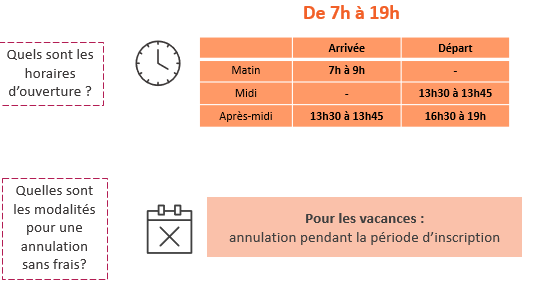 De 7h à 19h
Quels sont les
horaires
d'ouverture ?
Arrivée Départ
Matin 7h à 9h -
Midi - 13h30 à 13h45
Après-midi 13h30 à 13h45 16h30 à 19h
Quelles sont
les modalités
pour une
annulation
sans frais?
Pour les vacances :
annulation pendant la période d'inscription